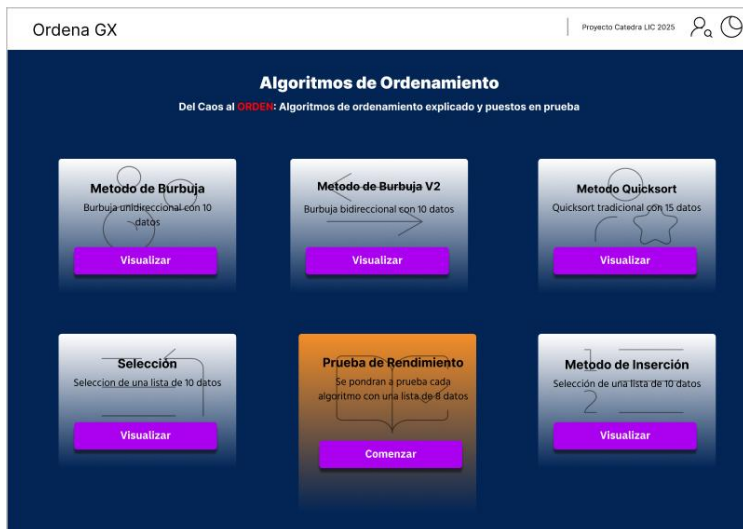 Ordena GX
Proyecto Catedra LIC 2025
Algoritmos de Ordenamiento
Del Caos al ORDEN: Algoritmos de ordenamiento explicado y puestos en prueba
Metodo de Burbuja
Burbuja unidireccional con 10
datos
Visualizar
Metodo de Burbuja V2
Burbuja bidireccional con 10 datos
Visualizar
Metodo Quicksort
Quicksort tradicional con 15 datos
Visualizar
Selección
Seleccion de una lista de 10 datos
Visualizar
Prueba de Rendimiento
Se pondran a prueba cada
algoritmo con una lista de 8 datos
Comenzar
Metodo de Inserción
Selección de una lista de 10 datos
1
2
Visualizar